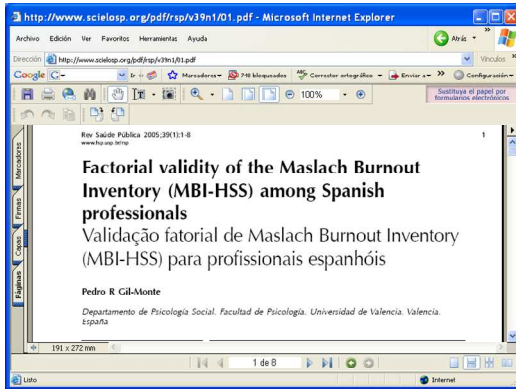 http://www.scielosp.org/pdf/rsp/v39n1/01.pdf - Microsoft Internet Explorer
Archivo Edición Ver Favoritos Herramientas Ayuda
Atrás
Dirección http://www.scielosp.org/pdf/rsp/v39n1/01.pdf
Vínculos
Google G Ir Marcadores 748 bloqueados Corrector ortográfico Enviar a Configuración
100%
Sustituya el papel por
formularios electrónicos
Rev Saúde Pública 2005;39(1):1-8
1
www.fsp.usp.br/rsp
Factorial validity of the Maslach Burnout
Inventory (MBI-HSS) among Spanish
professionals
Validação fatorial de Maslach Burnout Inventory
(MBI-HSS) para profissionais espanhóis
Pedro R Gil-Monte
Departamento de Psicología Social. Facultad de Psicología. Universidad de Valencia. Valencia.
España
Marcadores
Firmas
Capas
Páginas
191 x 272 mm
1 de 8
Listo
Internet